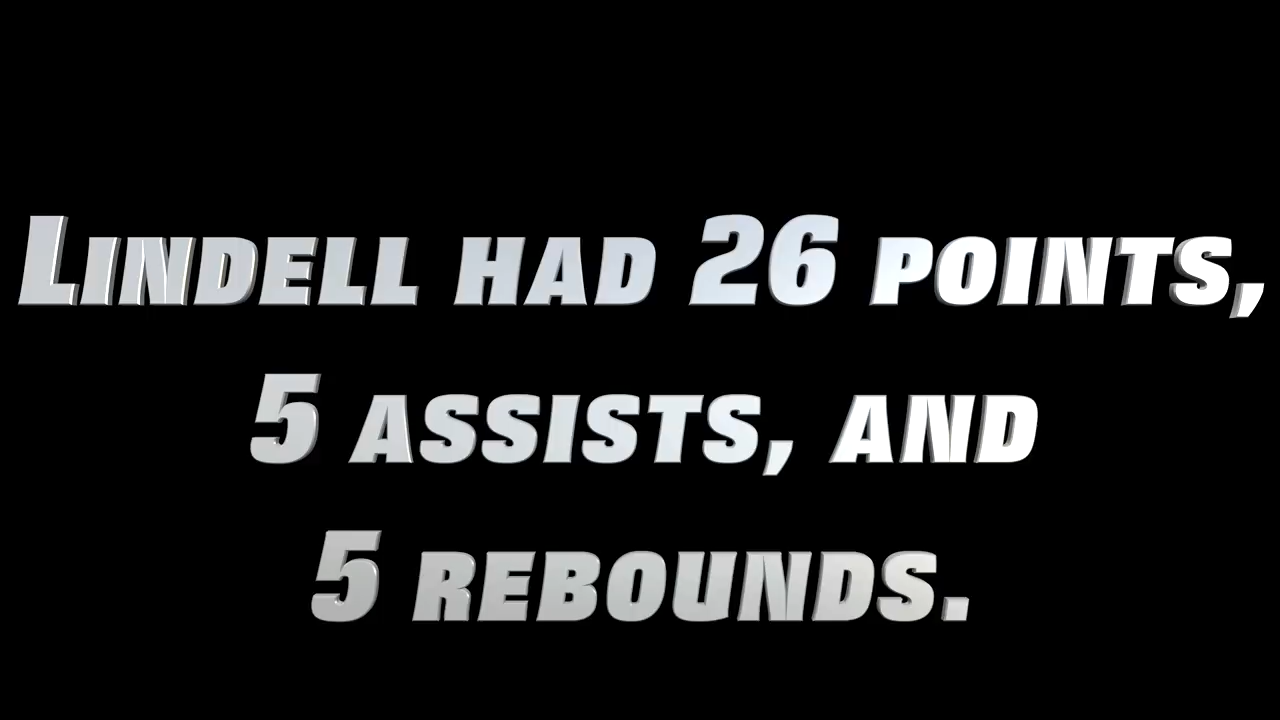 Lindell had 26 points,
5 assists, and
5 rebounds.